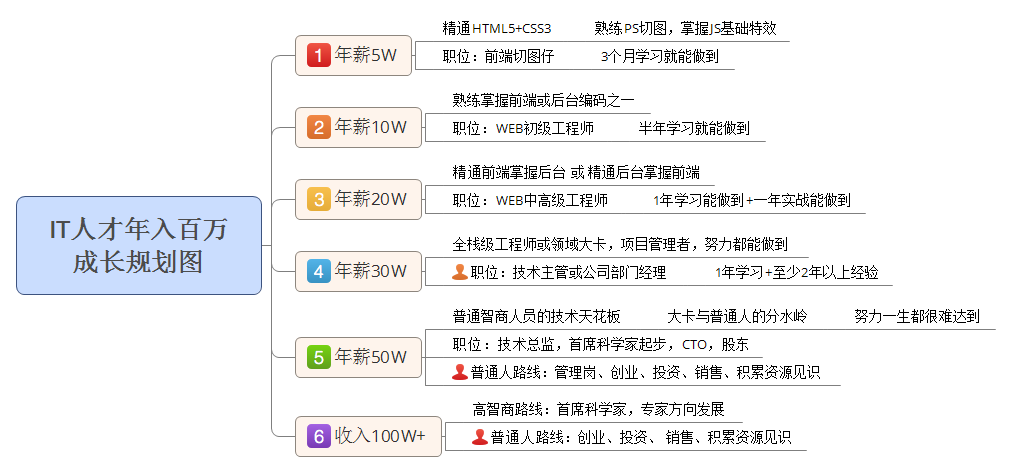 IT人才年入百万
成长规划图
1 年薪5W
精通HTML5+CSS3 熟练PS切图，掌握JS基础特效
职位：前端切图仔 3个月学习就能做到
2 年薪10W
熟练掌握前端或后台编码之一
职位：WEB初级工程师 半年学习就能做到
3 年薪20W
精通前端掌握后台 或 精通后台掌握前端
职位：WEB中高级工程师 1年学习能做到+一年实战能做到
4 年薪30W
全栈级工程师或领域大卡，项目管理者，努力都能做到
职位：技术主管或公司部门经理 1年学习+至少2年以上经验
5 年薪50W
普通智商人员的技术天花板 大卡与普通人的分水岭 努力一生都很难达到
职位：技术总监，首席科学家起步，CTO，股东
普通人路线：管理岗、创业、投资、销售、积累资源见识
6 收入100W+
高智商路线：首席科学家，专家方向发展
普通人路线：创业、投资、 销售、积累资源见识